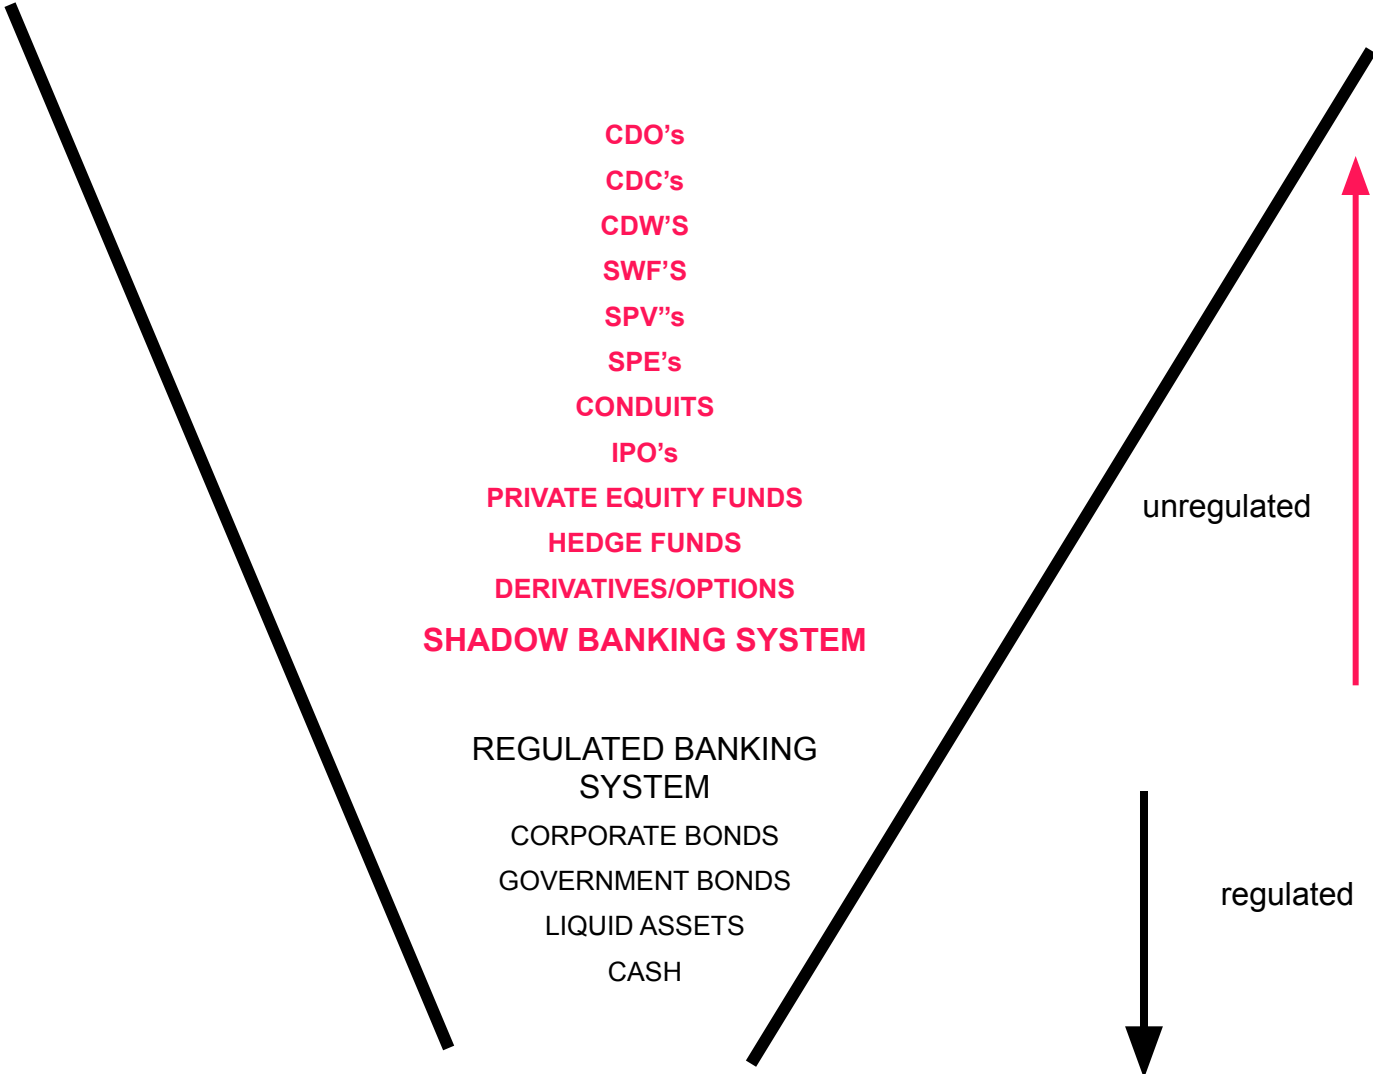 CDO’s
CDC’s
CDW’S
SWF’S
SPV’’s
SPE’s
CONDUITS
IPO’s
PRIVATE EQUITY FUNDS
unregulated
HEDGE FUNDS
DERIVATIVES/OPTIONS
SHADOW BANKING SYSTEM
REGULATED BANKING
SYSTEM
CORPORATE BONDS
GOVERNMENT BONDS
regulated
LIQUID ASSETS
CASH